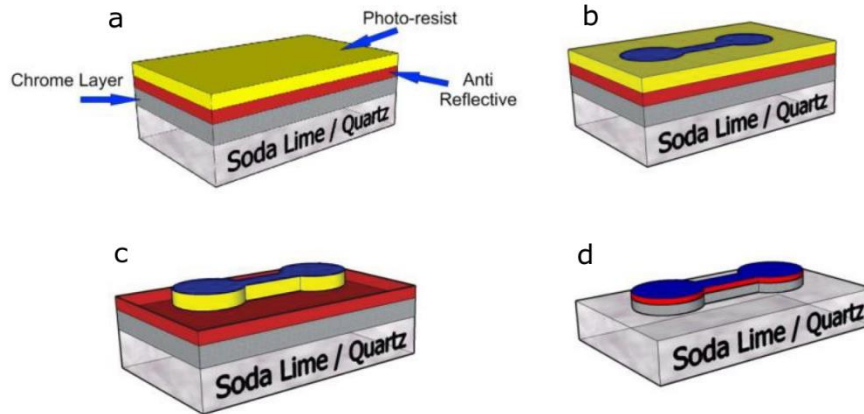 a
Photo-resist
Chrome Layer
Anti
Reflective
Soda Lime / Quartz
b
Soda Lime / Quartz
c
Soda Lime / Quartz
d
Soda Lime / Quartz